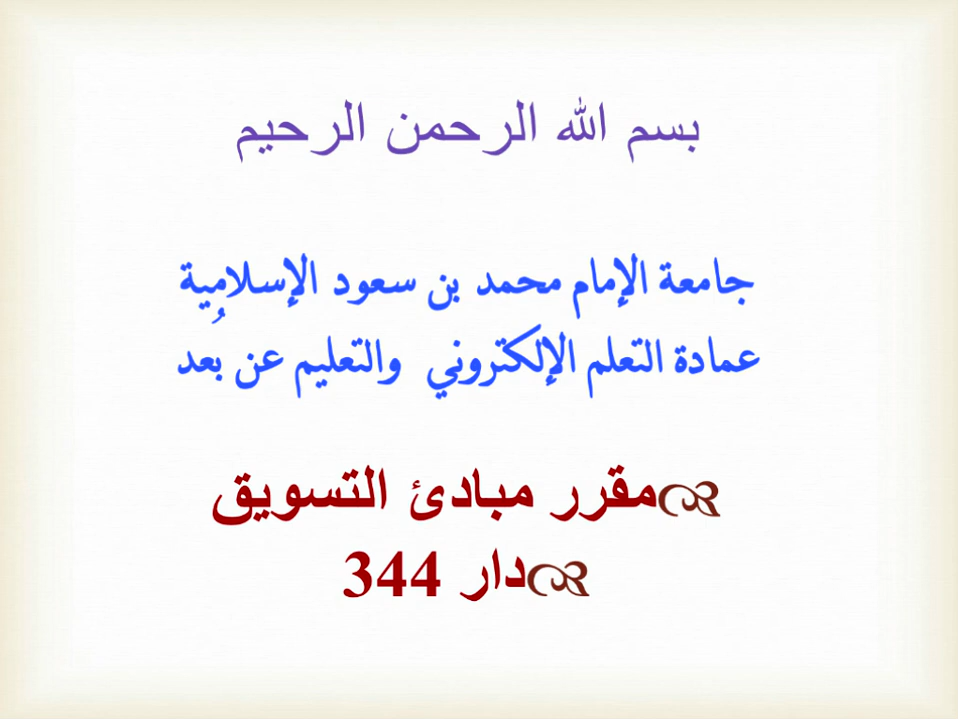 بسم الله الرحمن الرحيم
جامعة الإمام محمد بن سعود الإسلامية
عمادة التعلم الإلكتروني والتعليم عن بُعد
مقرر مبادئ التسويق
دار 344